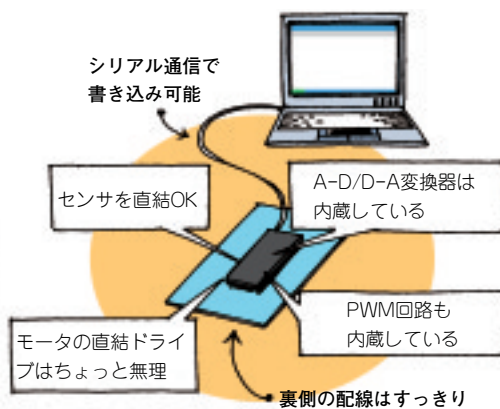 シリアル通信で
書き込み可能
センサを直結OK
A-D/D-A変換器は
内蔵している
モータの直結ドライ
ブはちょっと無理
PWM回路も
内蔵している
裏側の配線はすっきり